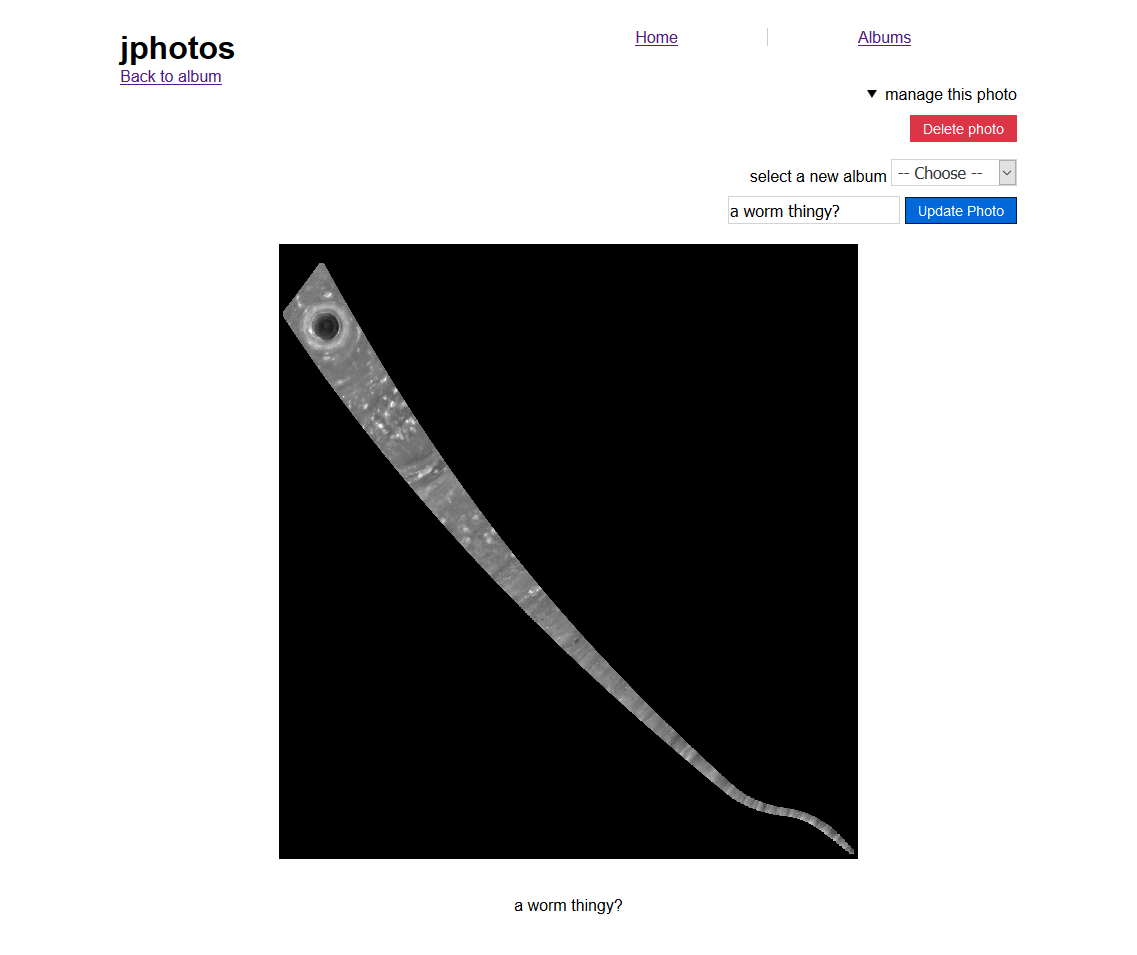 jphotos
Back to album
Home
Albums
manage this photo
Delete photo
select a new album -- Choose --
a worm thingy? Update Photo
a worm thingy?